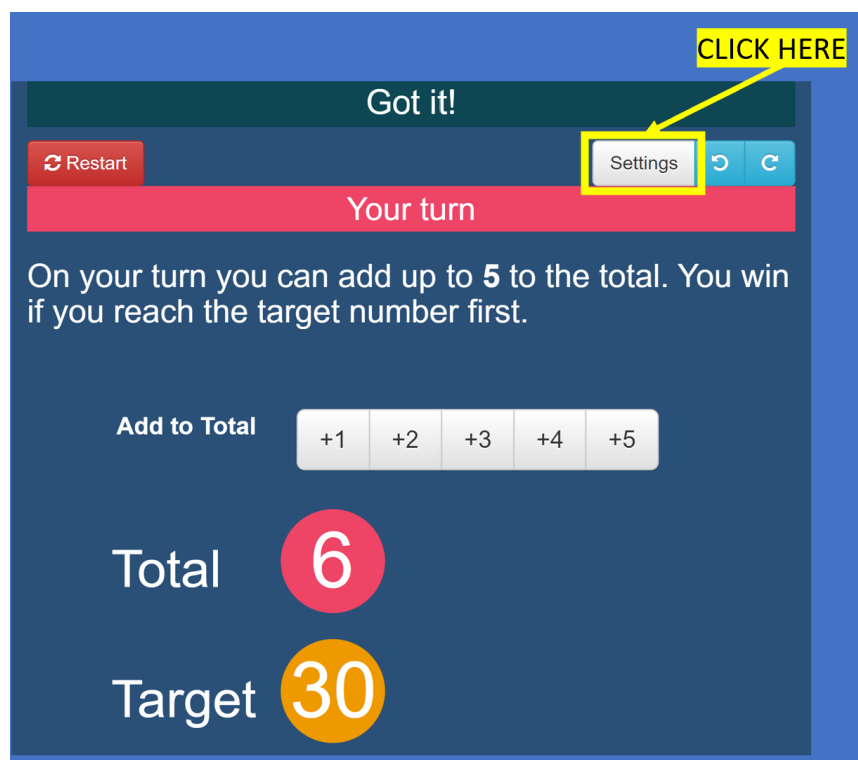 CLICK HERE
Got it!
Restart
Settings
Your turn
On your turn you can add up to 5 to the total. You win
if you reach the target number first.
Add to Total +1 +2 +3 +4 +5
Total 6
Target 30